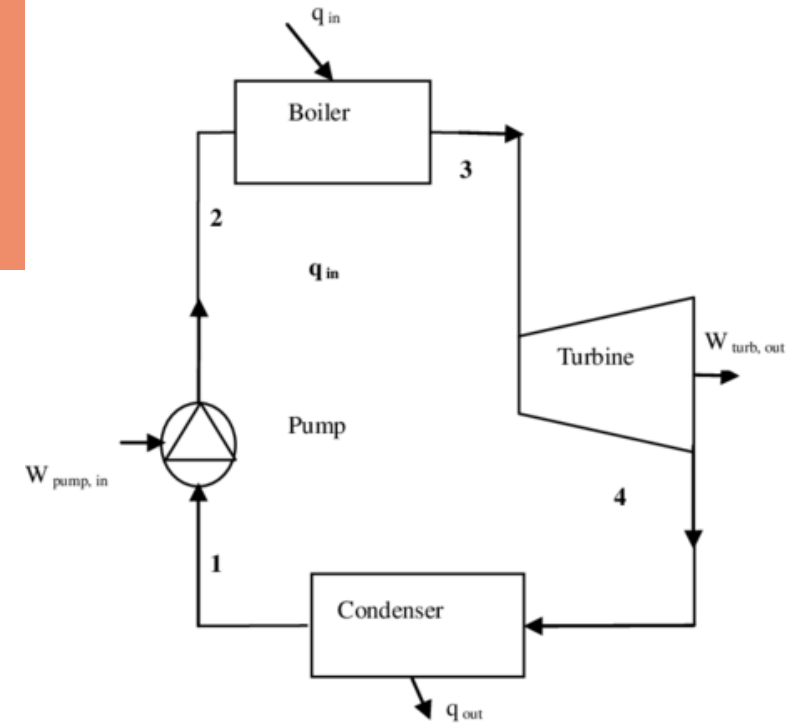 q in
Boiler
3
2
q in
W turb, out
Turbine
Pump
W pump, in
4
1
Condenser
q out